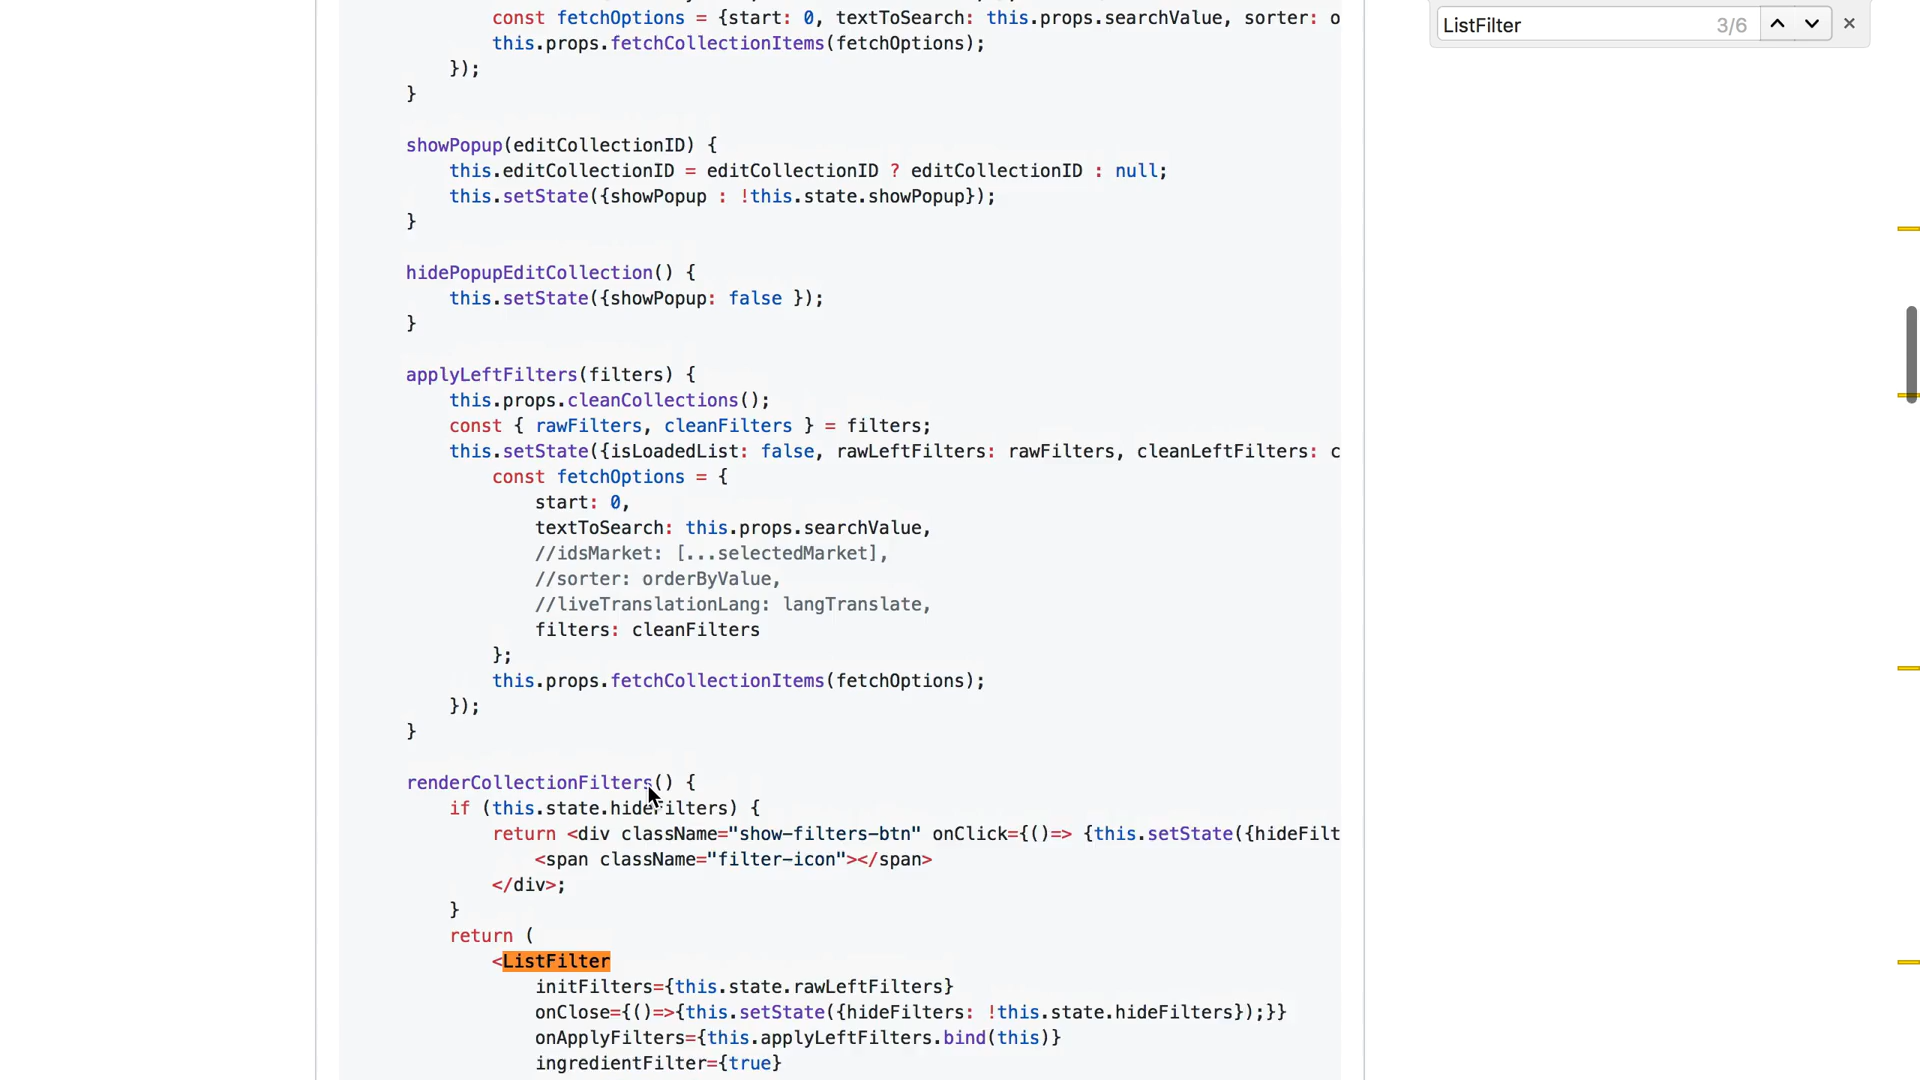 const fetchOptions = {start: 0, textToSearch: this.props.searchValue, sorter: o
this.props.fetchCollectionItems(fetchOptions);
});
}
showPopup(editCollectionID) {
this.editCollectionID = editCollectionID ? editCollectionID : null;
this.setState({showPopup : !this.state.showPopup});
}
hidePopupEditCollection() {
this.setState({showPopup: false });
}
applyLeftFilters(filters) {
this.props.cleanCollections();
const { rawFilters, cleanFilters } = filters;
this.setState({isLoadedList: false, rawLeftFilters: rawFilters, cleanLeftFilters: c
const fetchOptions = {
start: 0,
textToSearch: this.props.searchValue,
//idsMarket: [...selectedMarket],
//sorter: orderByValue,
//liveTranslationLang: langTranslate,
filters: cleanFilters
};
this.props.fetchCollectionItems(fetchOptions);
});
}
renderCollectionFilters() {
if (this.state.hideFilters) {
return <div className="show-filters-btn" onClick={()=> {this.setState({hideFilt
<span className="filter-icon"></span>
</div>;
}
return (
<ListFilter
initFilters={this.state.rawLeftFilters}
onClose={()=>{this.setState({hideFilters: !this.state.hideFilters});}}
onApplyFilters={this.applyLeftFilters.bind(this)}
ingredientFilter={true}
ListFilter 3/6